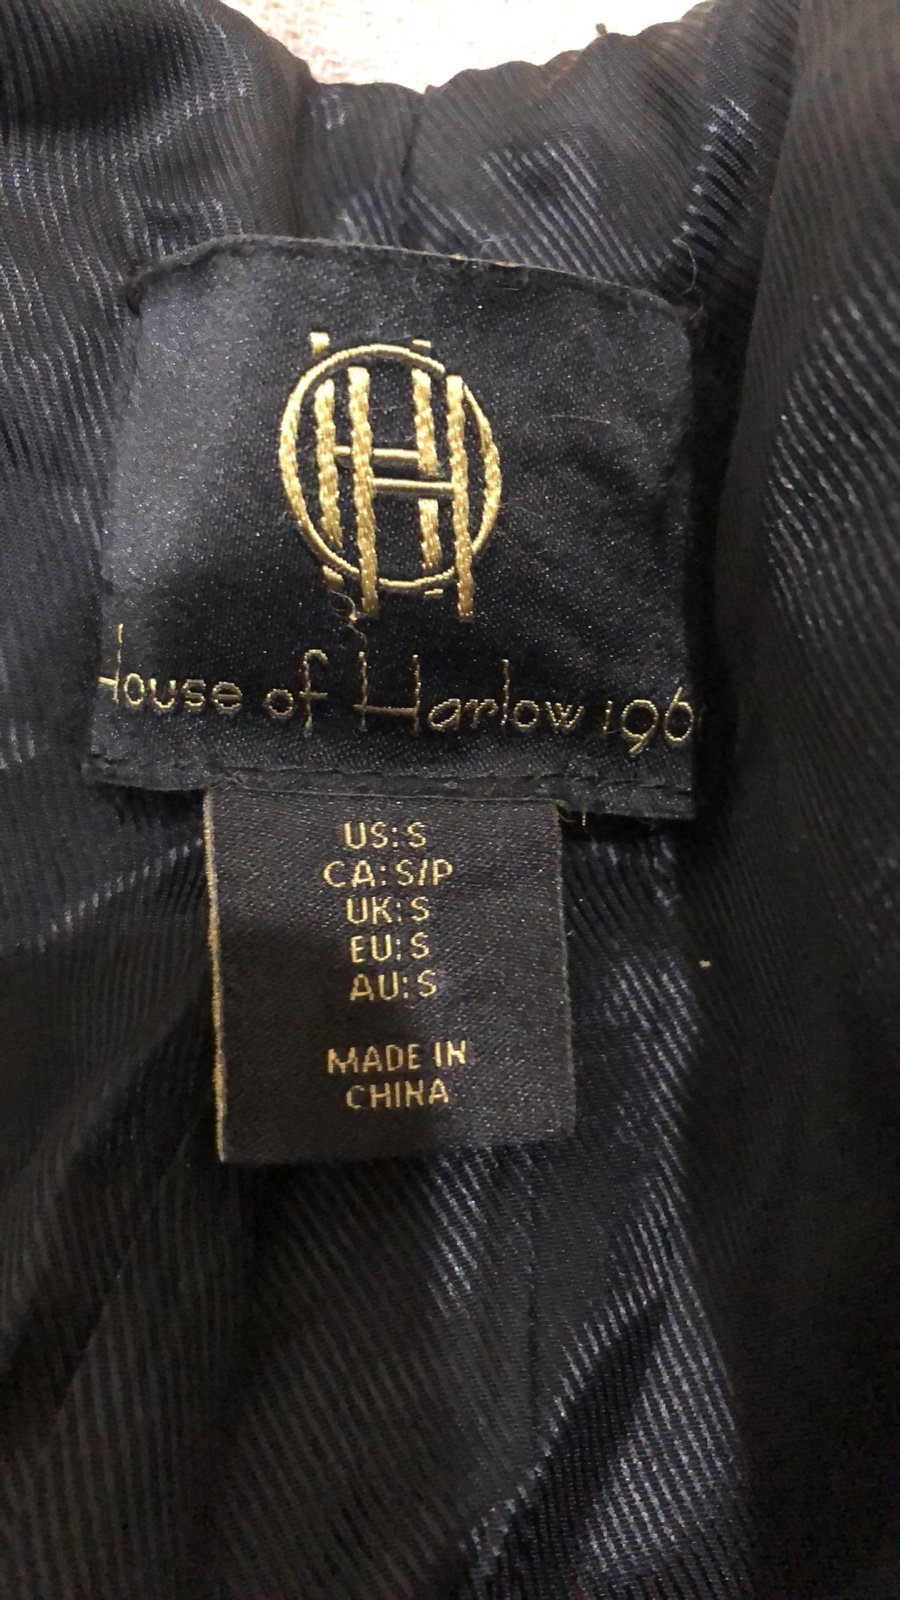 House of Harlow 196
US: S
CA: S/P
UK: S
EU: S
AU: S
MADE IN
CHINA